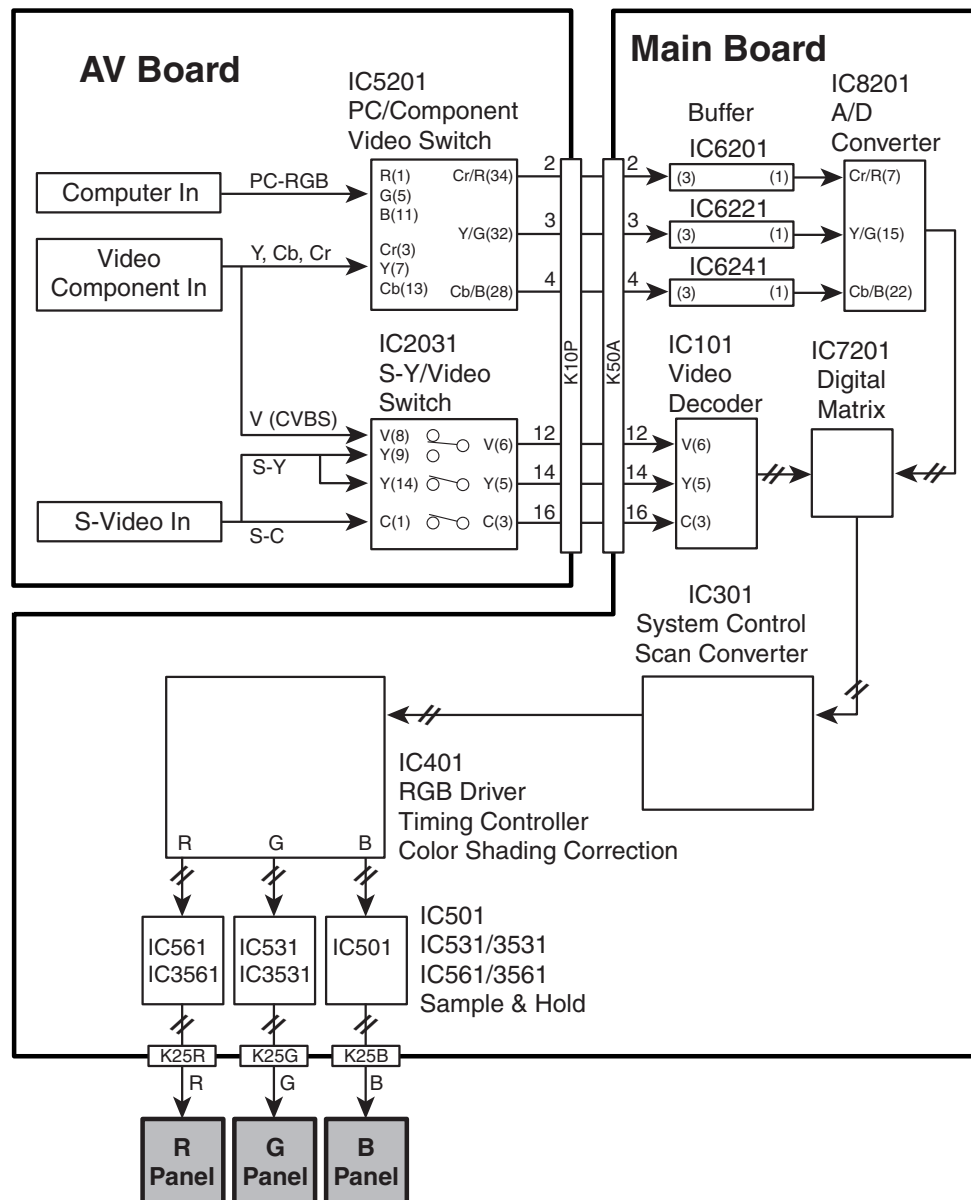 AV Board
Main Board
IC5201
PC/Component
Video Switch
Computer In
PC-RGB
R(1)
G(5)
B(11)
Cr/R(34)
Video
Component In
Y, Cb, Cr
Cr(3)
Y(7)
Cb(13)
Y/G(32)
Cb/B(28)
2
3
4
K10P
K50A
2
3
4
Buffer
IC6201
(3) (1)
IC6221
(3) (1)
IC6241
(3) (1)
IC8201
A/D
Converter
Cr/R(7)
Y/G(15)
Cb/B(22)
IC2031
S-Y/Video
Switch
V (CVBS)
S-Y
S-Video In
S-C
V(8)
Y(9)
Y(14)
C(1)
V(6)
Y(5)
C(3)
12
14
16
12
14
16
IC101
Video
Decoder
V(6)
Y(5)
C(3)
IC7201
Digital
Matrix
IC301
System Control
Scan Converter
IC401
RGB Driver
Timing Controller
Color Shading Correction
R G B
IC561
IC3561
IC531
IC3531
IC501
IC501
IC531/3531
IC561/3561
Sample & Hold
K25R K25G K25B
R G B
R
Panel
G
Panel
B
Panel